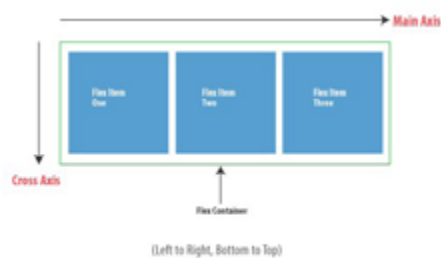 Main Axis
Flex Item
One
Flex Item
Two
Flex Item
Three
Cross Axis
Flex Container
(Left to Right, Bottom to Top)